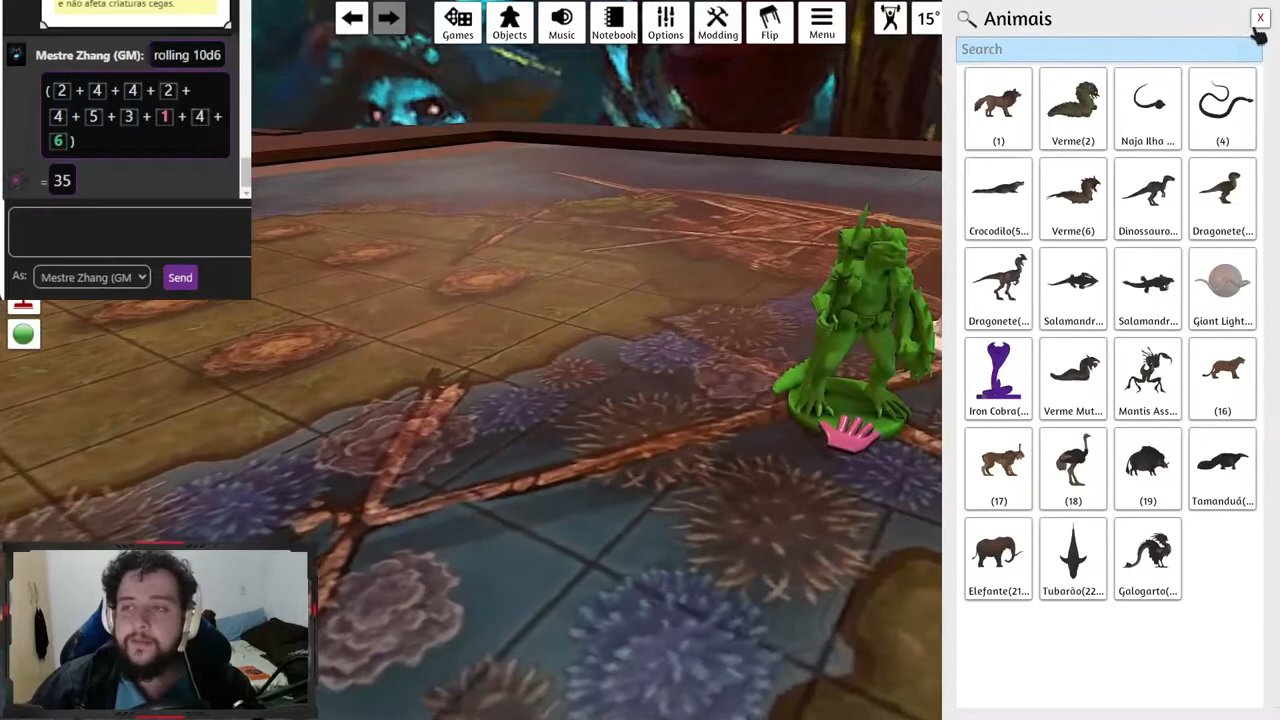 e não afeta criaturas cegas.
Mestre Zhang (GM): rolling 10d6
( 2 + 4 + 4 + 2 +
4 + 5 + 3 + 1 + 4 +
6 )
= 35
As: Mestre Zhang (GM Send
Games Objects Music Notebook Options Modding Flip Menu
15°
Animais X
Search
(1) Verme(2) Naja Ilha ... (4)
Crocodilo(5... Verme(6) Dinossauro... Dragonete(...
Dragonete(... Salamandr... Salamandr... Giant Light...
Iron Cobra(... Verme Mut... Mantis Ass... (16)
(17) (18) (19) Tamanduá(...
Elefante(21... Tubarão(22... Galogarto(...